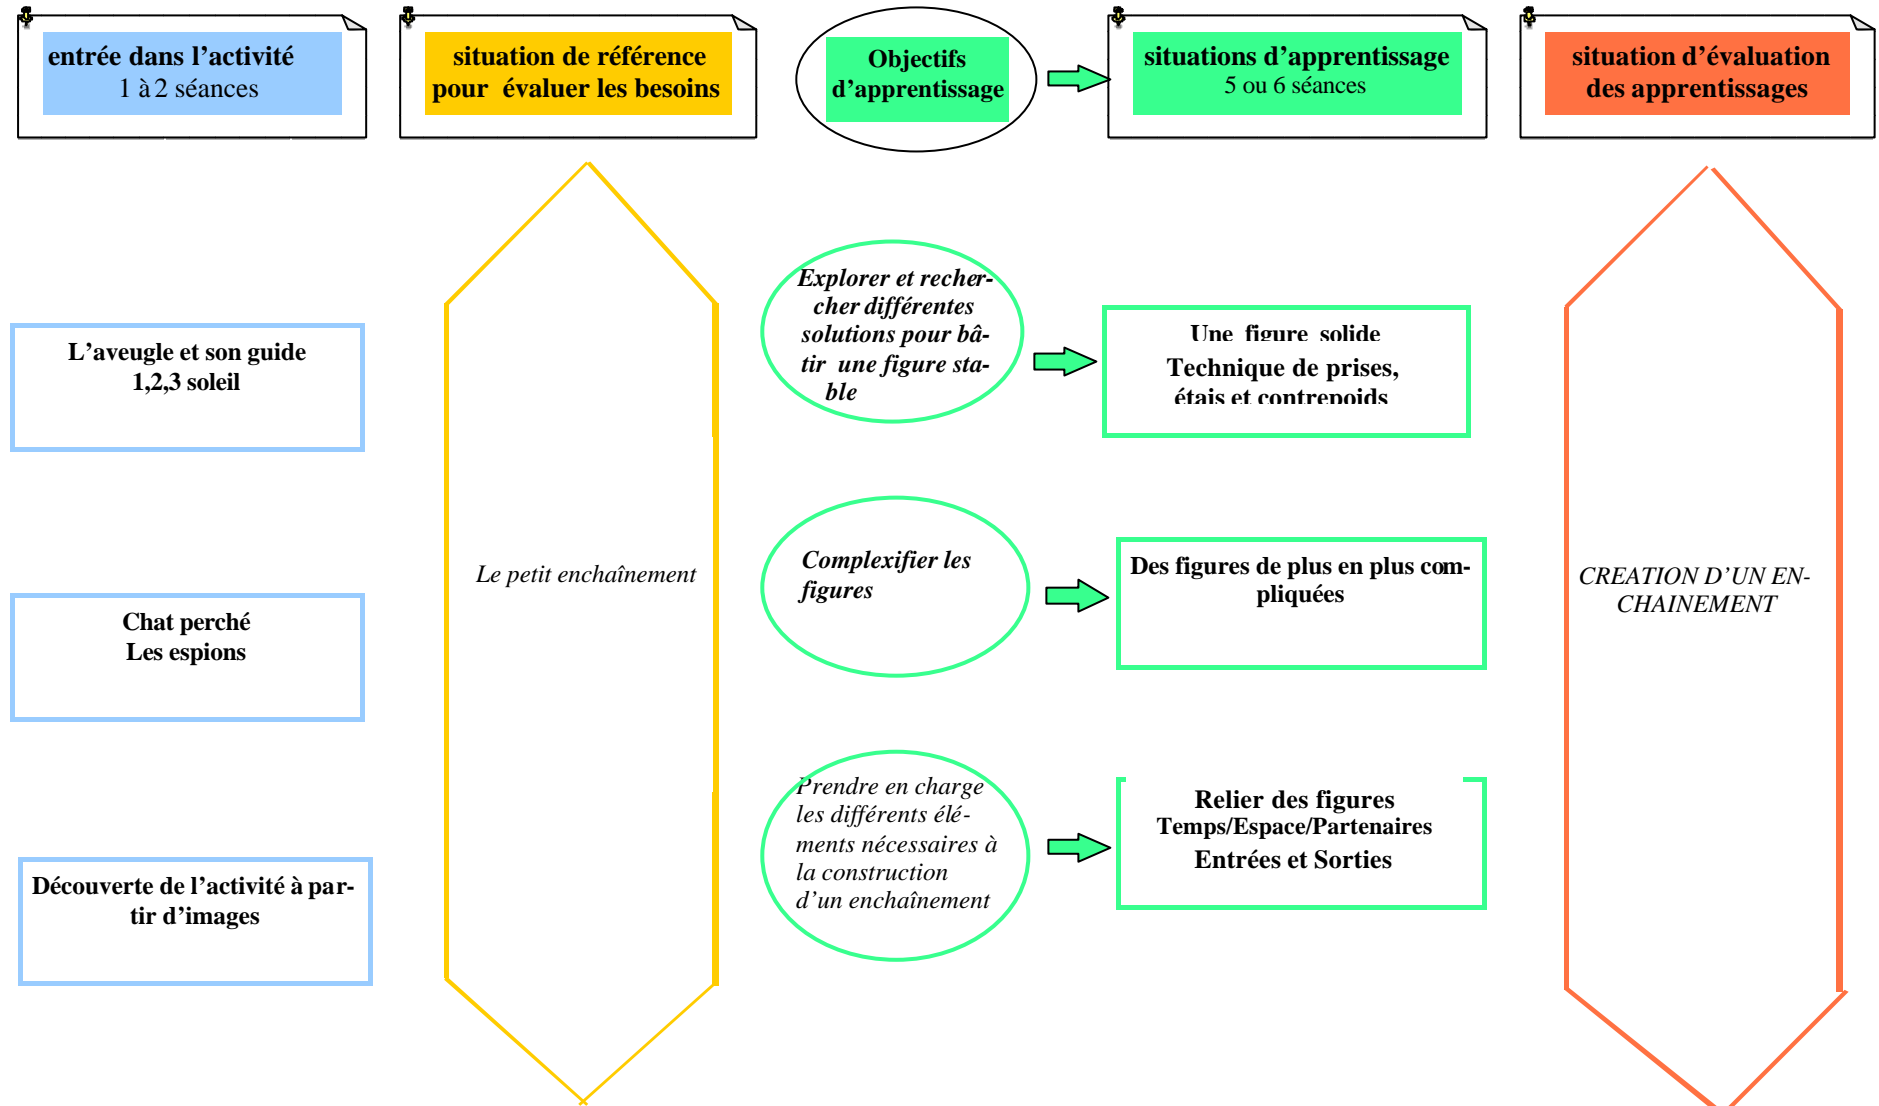 entrée dans l'activité
1 à 2 séances
situation de référence
pour évaluer les besoins
Objectifs
d'apprentissage
situations d'apprentissage
5 ou 6 séances
situation d'évaluation
des apprentissages
L'aveugle et son guide
1,2,3 soleil
Chat perché
Les espions
Découverte de l'activité à par-
tir d'images
Le petit enchaînement
Explorer et recher-
cher différentes
solutions pour bâ-
tir une figure sta-
ble
Une figure solide
Technique de prises,
étais et contrepoids
Complexifier les
figures
Des figures de plus en plus com-
pliquées
Prendre en charge
les différents élé-
ments nécessaires à
la construction
d'un enchaînement
Relier des figures
Temps/Espace/Partenaires
Entrées et Sorties
CREATION D'UN EN-
CHAINEMENT